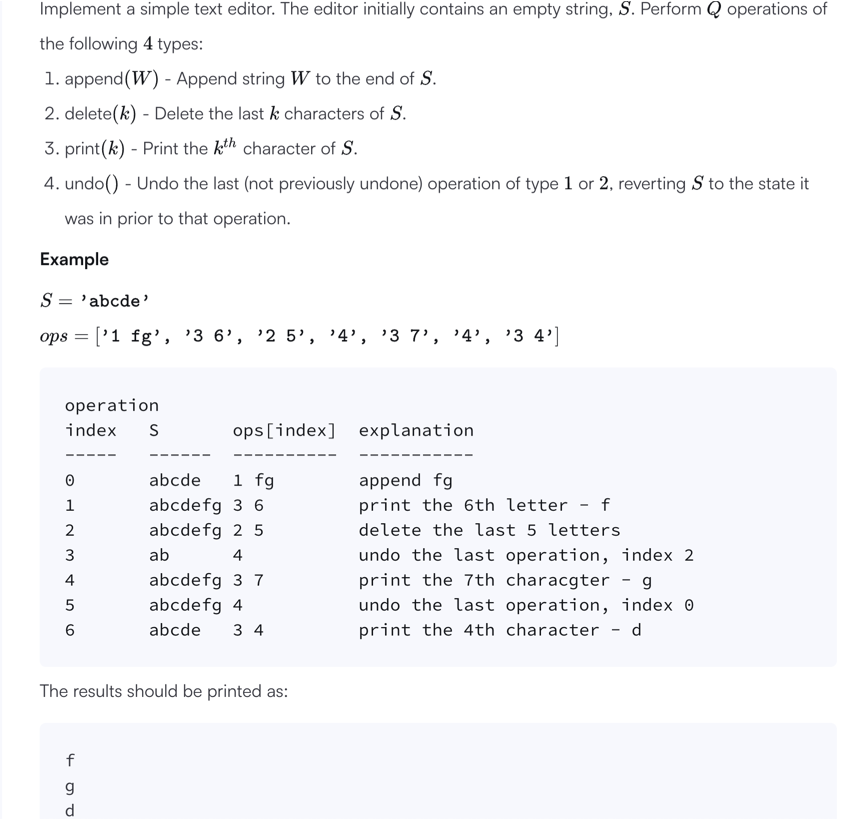 Implement a simple text editor. The editor initially contains an empty string, S. Perform Q operations of
the following 4 types:
1. append(W) - Append string W to the end of S.
2. delete(k) - Delete the last k characters of S.
3. print(k) - Print the kth character of S.
4. undo() - Undo the last (not previously undone) operation of type 1 or 2, reverting S to the state it
was in prior to that operation.
Example
S = 'abcde'
ops = ['1 fg', '3 6', '2 5', '4', '3 7', '4', '3 4']
operation
index   S       ops[index]  explanation
-----   ------  ----------  -----------
0       abcde   1 fg        append fg
1       abcdefg 3 6         print the 6th letter - f
2       abcdefg 2 5         delete the last 5 letters
3       ab      4           undo the last operation, index 2
4       abcdefg 3 7         print the 7th characgter - g
5       abcdefg 4           undo the last operation, index 0
6       abcde   3 4         print the 4th character - d
The results should be printed as:
f
g
d